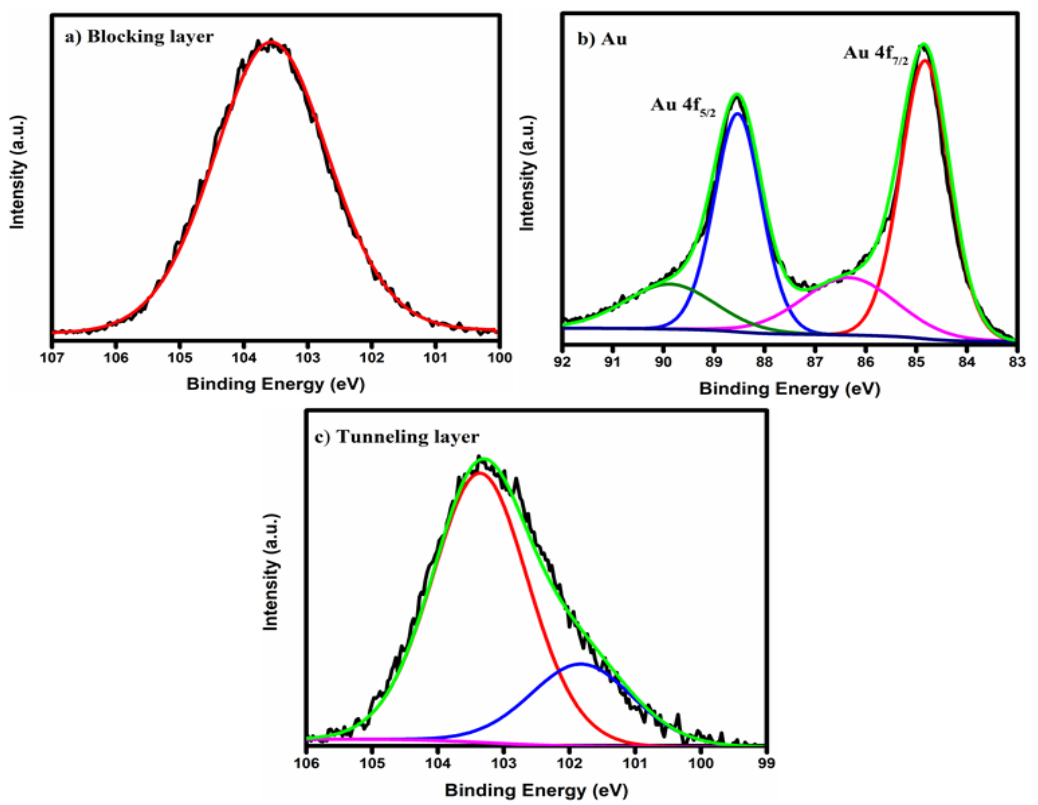 a) Blocking layer
Intensity (a.u.)
107 106 105 104 103 102 101 100
Binding Energy (eV)
b) Au
Au 4f5/2
Au 4f7/2
Intensity (a.u.)
92 91 90 89 88 87 86 85 84 83
Binding Energy (eV)
c) Tunneling layer
Intensity (a.u.)
106 105 104 103 102 101 100 99
Binding Energy (eV)